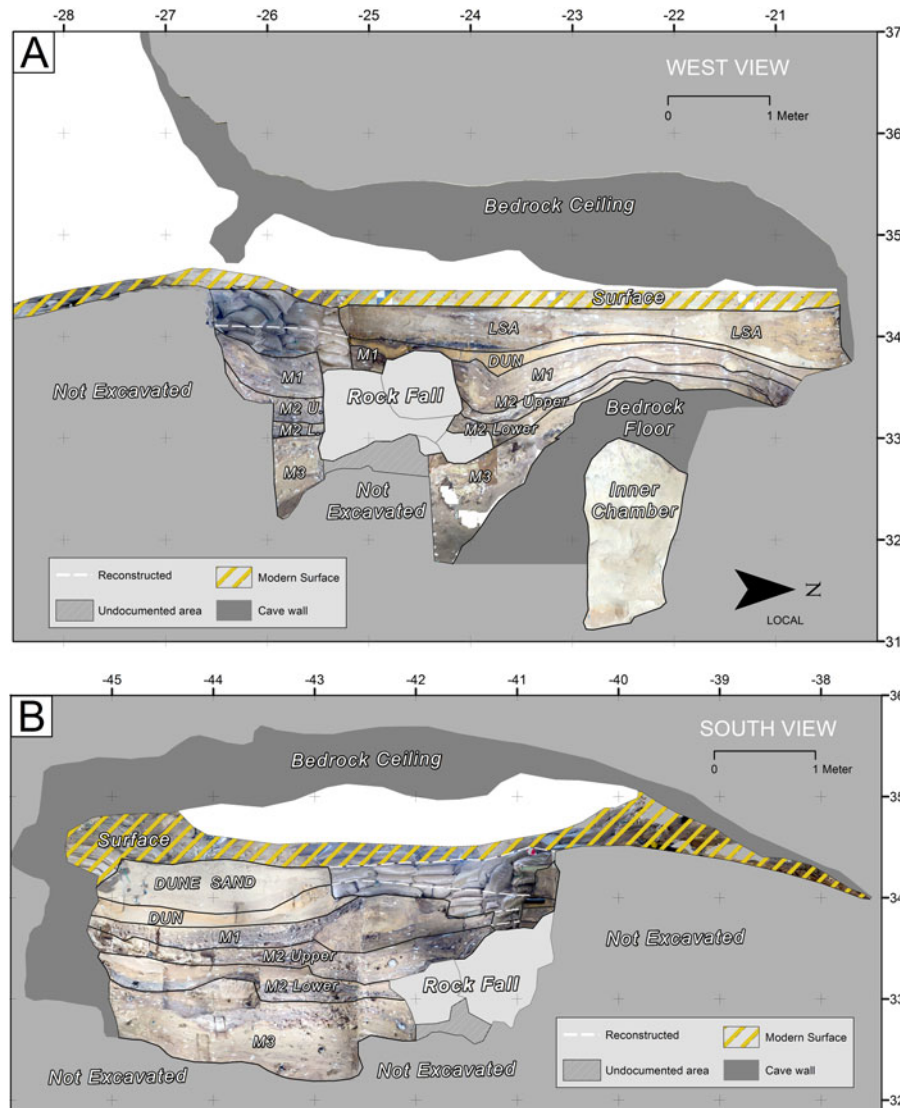 -28 -27 -26 -25 -24 -23 -22 -21
A
37
WEST VIEW
0 1 Meter
36
Bedrock Ceiling
35
Surface
LSA
LSA
34
M1
DUN
M1
M1
Not Excavated
Rock Fall
M2 U.
M2 Upper
Bedrock
Floor
M2 L.
M2 Lower
33
M3
M3
Not
Excavated
Inner
Chamber
32
Reconstructed
Modern Surface
Undocumented area
Cave wall
N
LOCAL
31
-45 -44 -43 -42 -41 -40 -39 -38
B
36
SOUTH VIEW
0 1 Meter
Bedrock Ceiling
35
Surface
DUNE SAND
34
DUN
M1
Not Excavated
M2 Upper
M2 Lower
Rock Fall
33
M3
Not Excavated
Not Excavated
Reconstructed
Modern Surface
Undocumented area
Cave wall
32